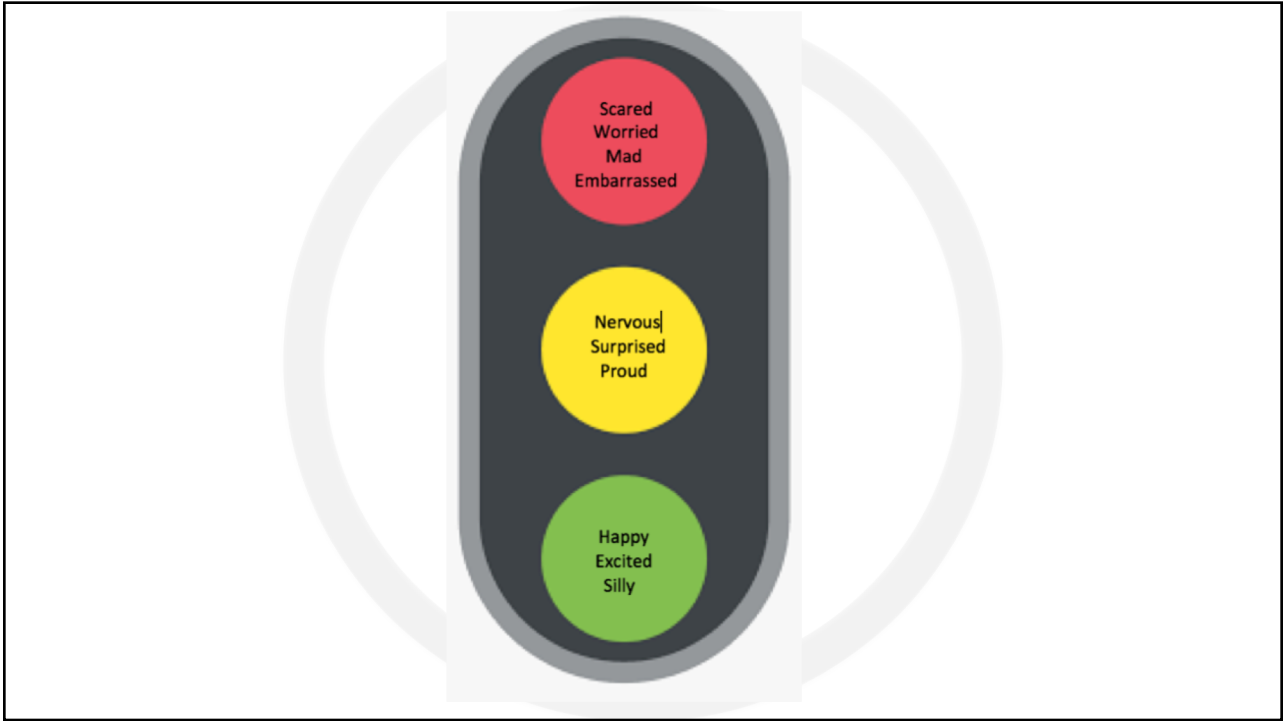 Scared
Worried
Mad
Embarrassed
Nervous
Surprised
Proud
Happy
Excited
Silly